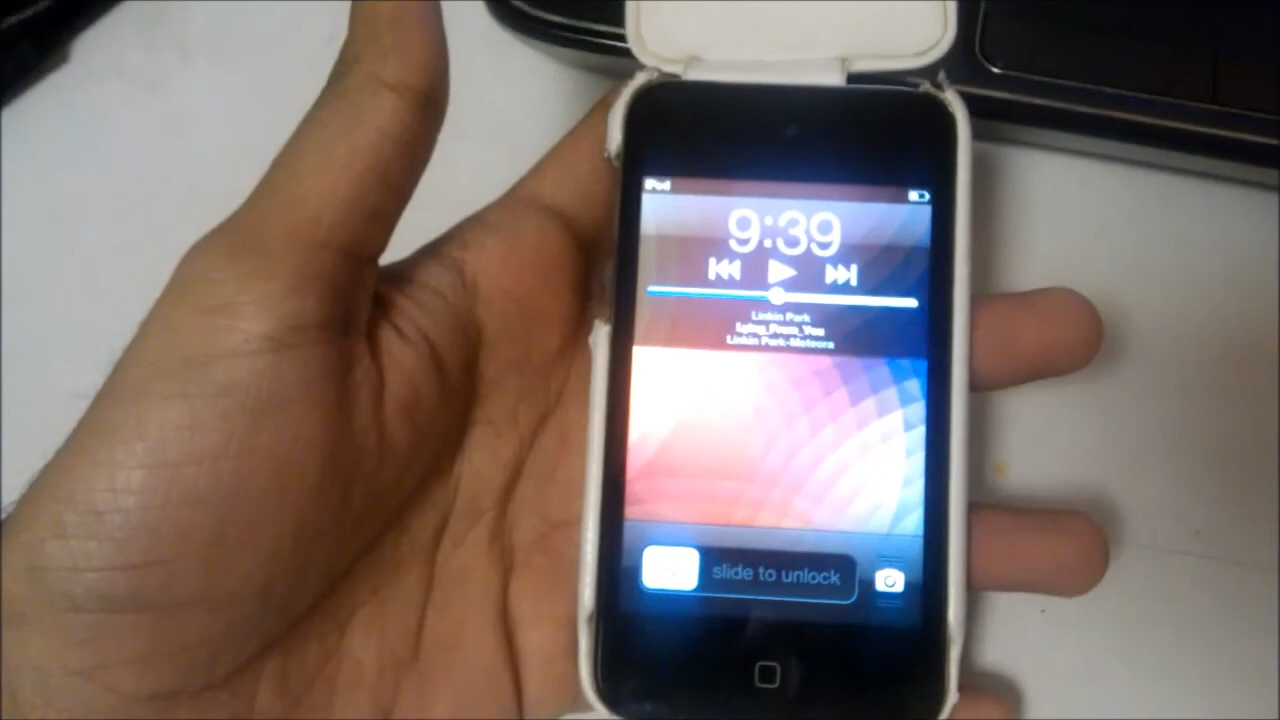 iPod
9:39
Linkin Park
Lying_From_You
Linkin Park-Meteora
slide to unlock